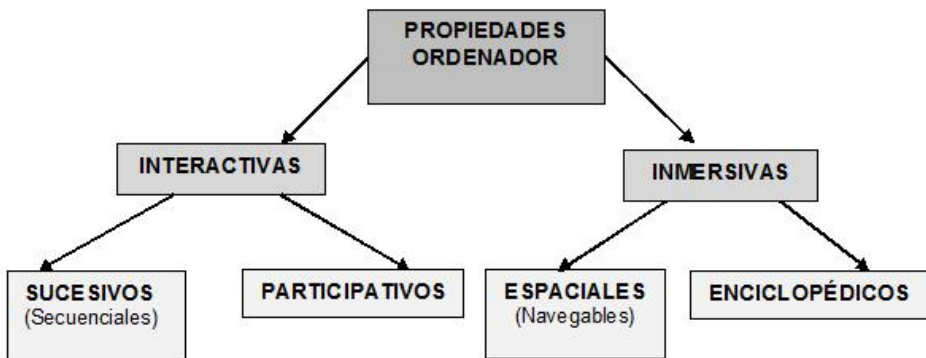 PROPIEDADES
ORDENADOR
INTERACTIVAS
INMERSIVAS
SUCESIVOS
(Secuenciales)
PARTICIPATIVOS
ESPACIALES
(Navegables)
ENCICLOPÉDICOS